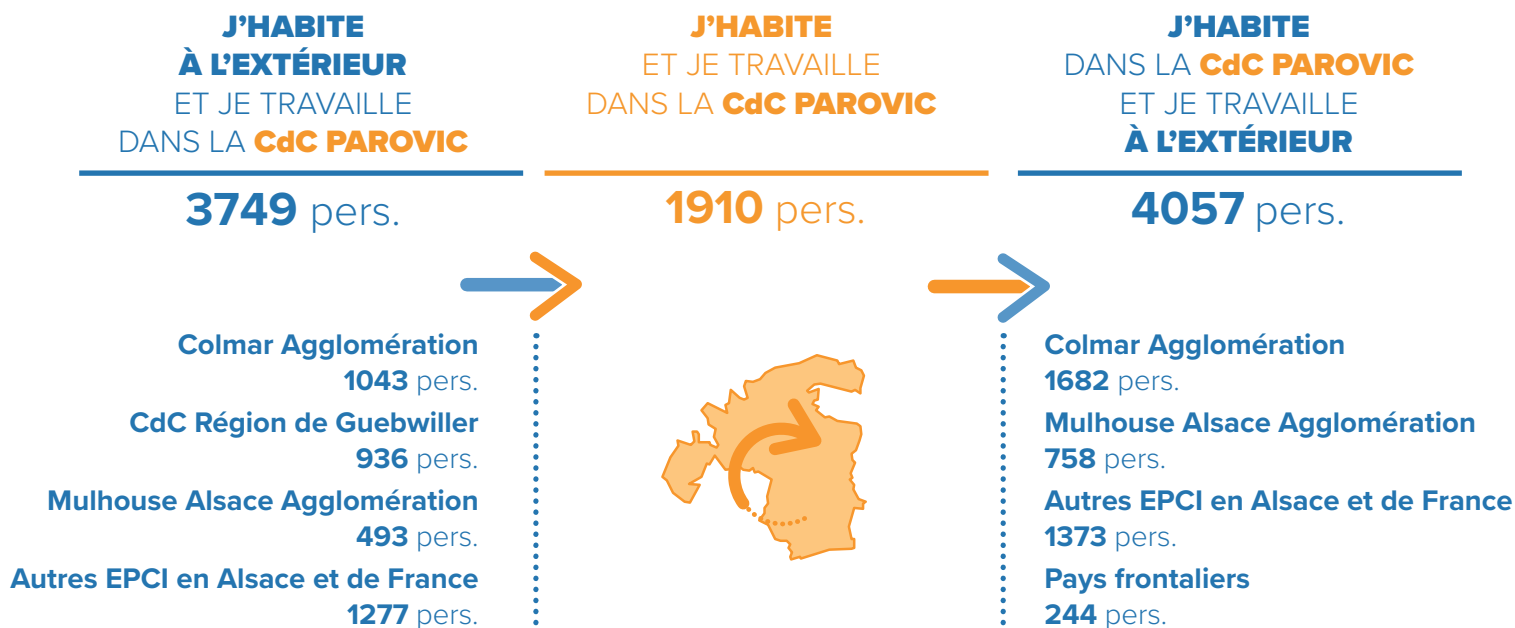 J’HABITE
À L’EXTÉRIEUR
ET JE TRAVAILLE
DANS LA CdC PAROVIC
3749 pers.
Colmar Agglomération
1043 pers.
CdC Région de Guebwiller
936 pers.
Mulhouse Alsace Agglomération
493 pers.
Autres EPCI en Alsace et de France
1277 pers.
J’HABITE
ET JE TRAVAILLE
DANS LA CdC PAROVIC
1910 pers.
J’HABITE
DANS LA CdC PAROVIC
ET JE TRAVAILLE
À L’EXTÉRIEUR
4057 pers.
Colmar Agglomération
1682 pers.
Mulhouse Alsace Agglomération
758 pers.
Autres EPCI en Alsace et de France
1373 pers.
Pays frontaliers
244 pers.